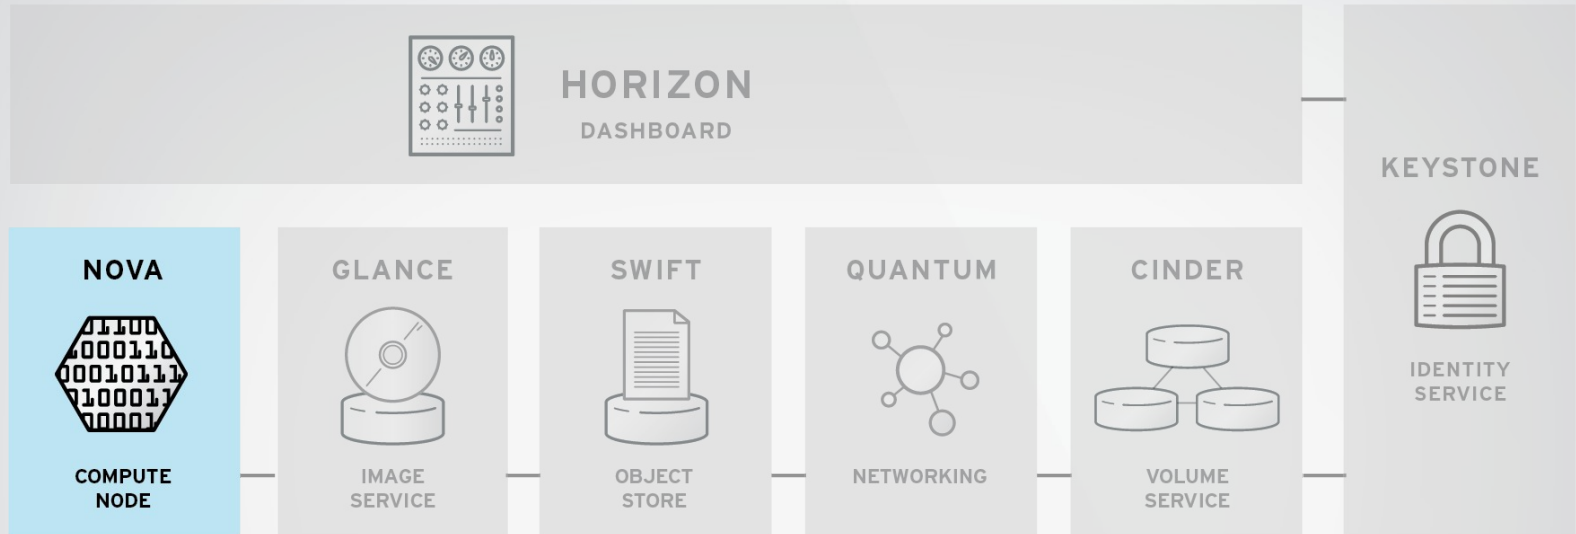 HORIZON
DASHBOARD
KEYSTONE
IDENTITY
SERVICE
NOVA
COMPUTE
NODE
GLANCE
IMAGE
SERVICE
SWIFT
OBJECT
STORE
QUANTUM
NETWORKING
CINDER
VOLUME
SERVICE